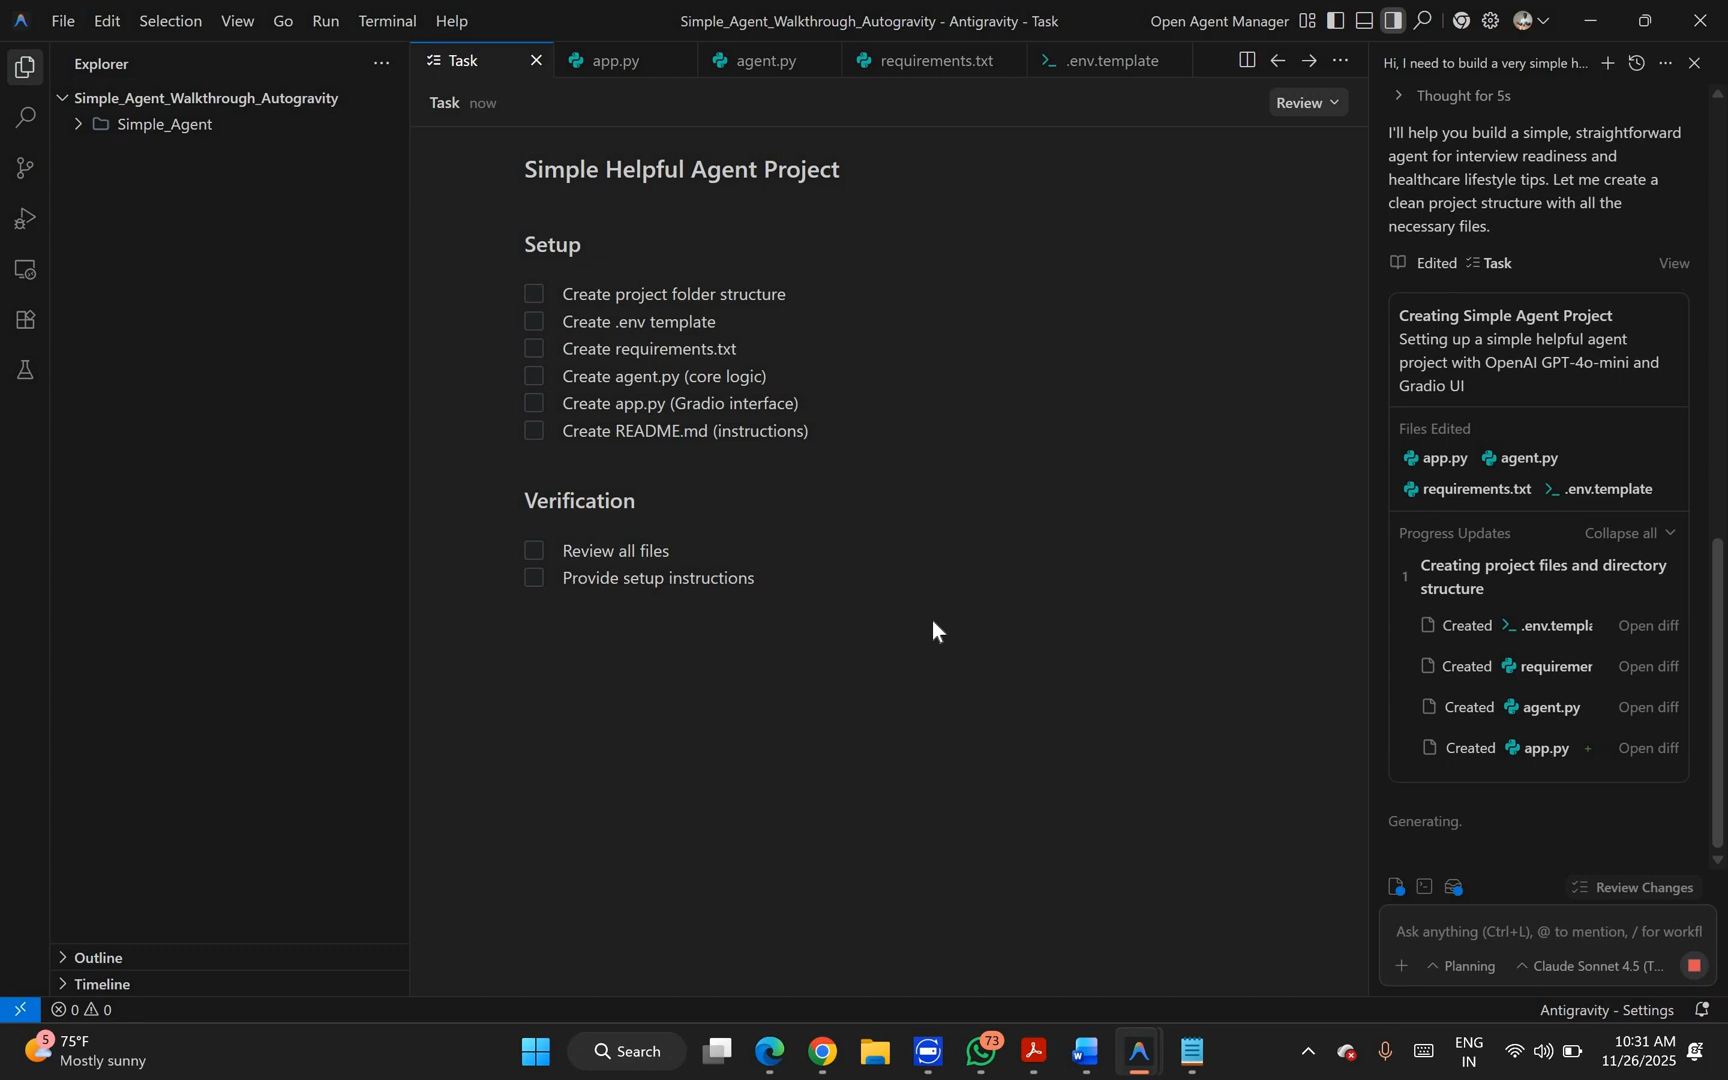 File Edit Selection View Go Run Terminal Help
Simple_Agent_Walkthrough_Autogravity - Antigravity - Task
Open Agent Manager
Explorer
Simple_Agent_Walkthrough_Autogravity
Simple_Agent
Outline
Timeline
Task
app.py
agent.py
requirements.txt
.env.template
Task now
Review
Simple Helpful Agent Project
Setup
Create project folder structure
Create .env template
Create requirements.txt
Create agent.py (core logic)
Create app.py (Gradio interface)
Create README.md (instructions)
Verification
Review all files
Provide setup instructions
Hi, I need to build a very simple h...
Thought for 5s
I'll help you build a simple, straightforward
agent for interview readiness and
healthcare lifestyle tips. Let me create a
clean project structure with all the
necessary files.
Edited Task View
Creating Simple Agent Project
Setting up a simple helpful agent
project with OpenAI GPT-4o-mini and
Gradio UI
Files Edited
app.py agent.py
requirements.txt .env.template
Progress Updates Collapse all
1 Creating project files and directory
structure
Created .env.templa Open diff
Created requiremer Open diff
Created agent.py Open diff
Created app.py + Open diff
Generating.
Review Changes
Ask anything (Ctrl+L), @ to mention, / for workfl
Planning Claude Sonnet 4.5 (T...
0 0
Antigravity - Settings
5 75°F
Mostly sunny
Search
73
ENG
IN
10:31 AM
11/26/2025